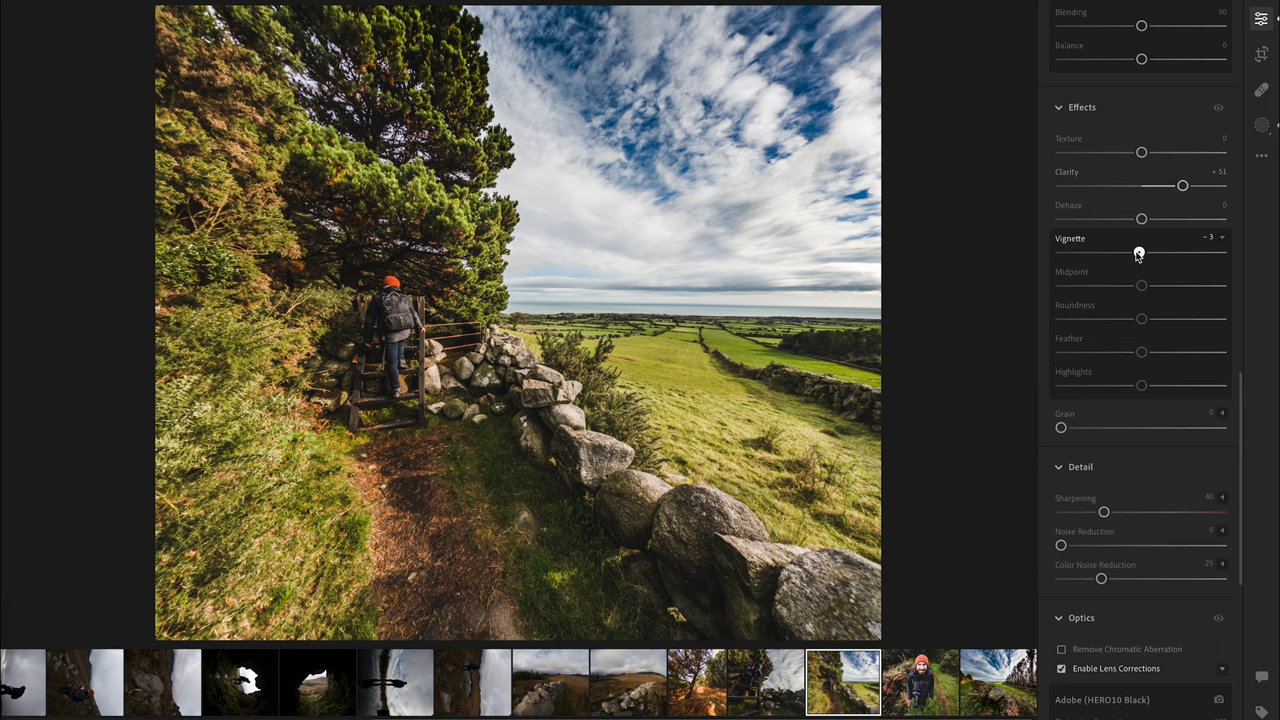 Blending 50
Balance 0
Effects
Texture 0
Clarity + 51
Dehaze 0
Vignette − 3
Midpoint
Roundness
Feather
Highlights
Grain 0
Detail
Sharpening 40
Noise Reduction 0
Color Noise Reduction 25
Optics
Remove Chromatic Aberration
Enable Lens Corrections
Adobe (HERO10 Black)